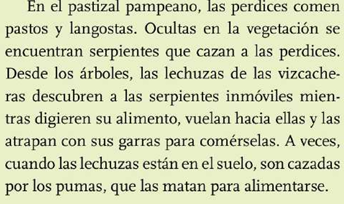 En el pastizal pampeano, las perdices comen
pastos y langostas. Ocultas en la vegetación se
encuentran serpientes que cazan a las perdices.
Desde los árboles, las lechuzas de las vizcache-
ras descubren a las serpientes inmóviles mien-
tras digieren su alimento, vuelan hacia ellas y las
atrapan con sus garras para comérselas. A veces,
cuando las lechuzas están en el suelo, son cazadas
por los pumas, que las matan para alimentarse.